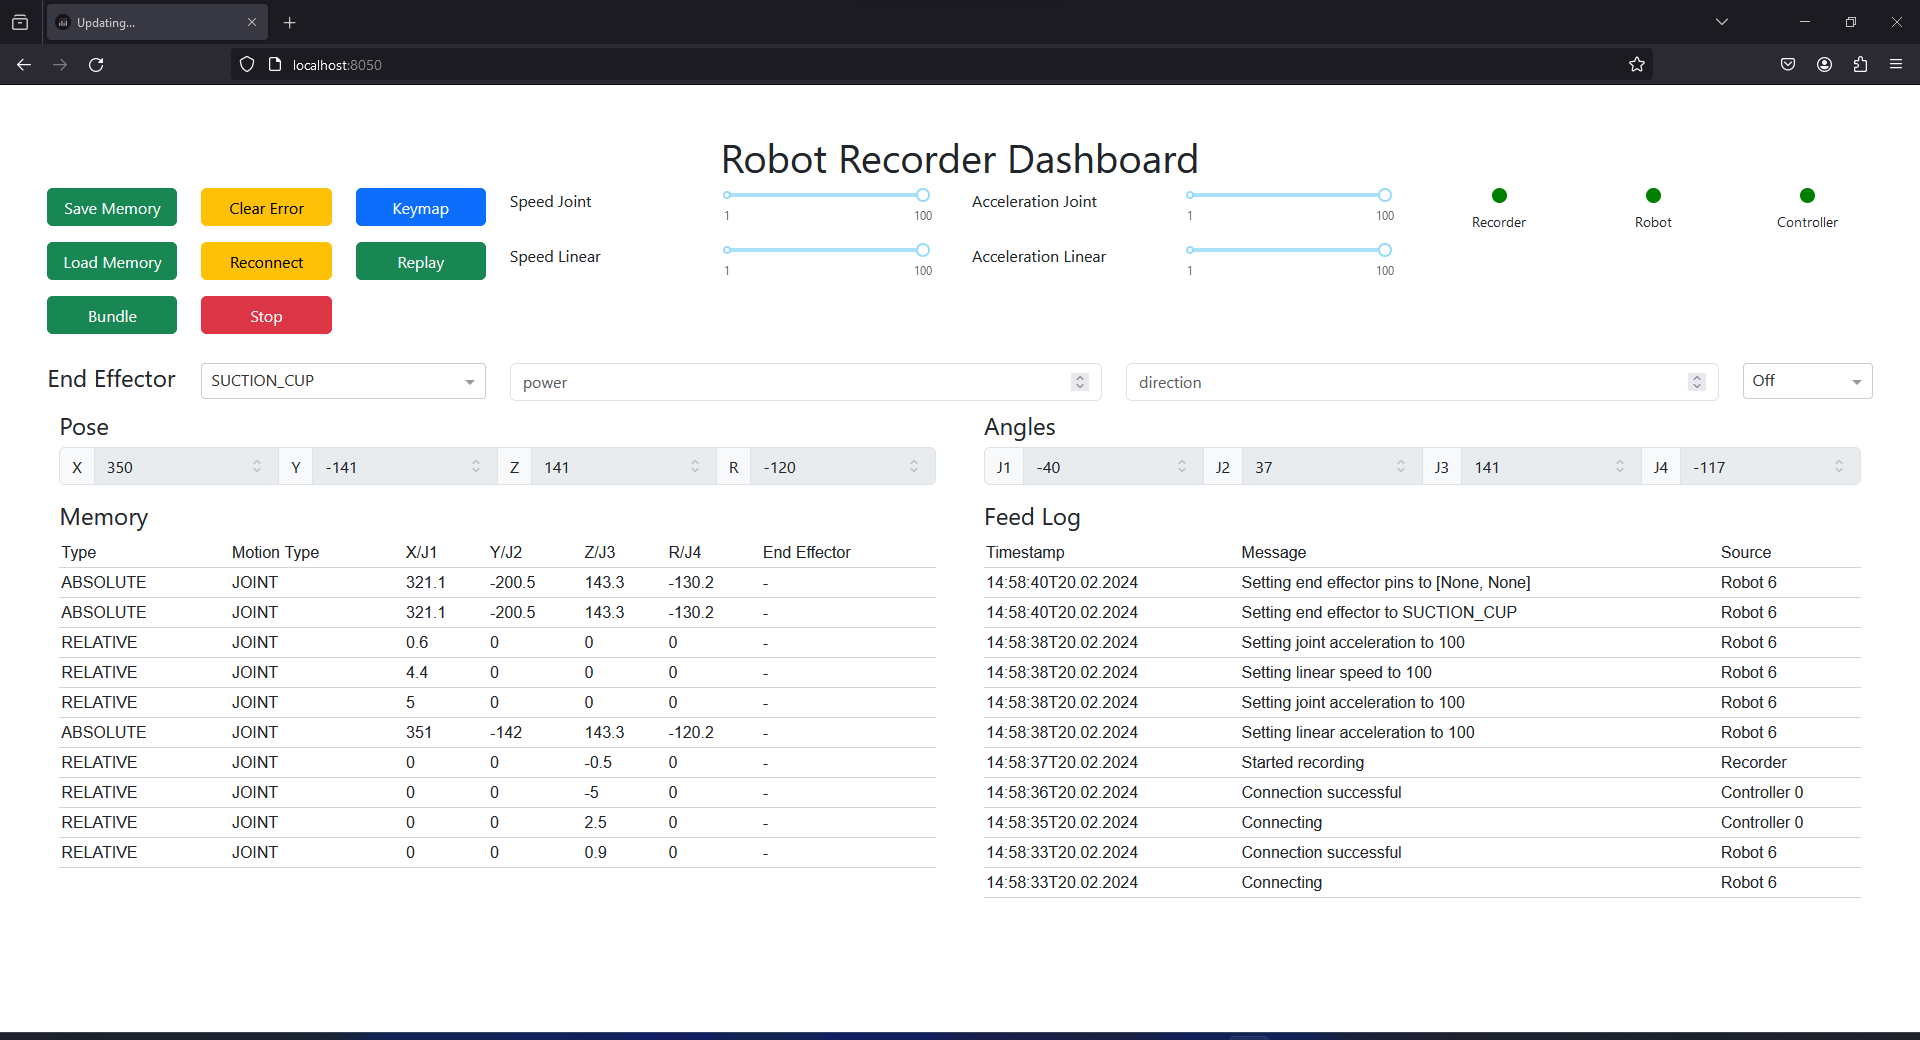 Updating...
localhost:8050
Robot Recorder Dashboard
Save Memory Clear Error Keymap Speed Joint 1 100 Acceleration Joint 1 100 Recorder Robot Controller
Load Memory Reconnect Replay Speed Linear 1 100 Acceleration Linear 1 100
Bundle Stop
End Effector SUCTION_CUP power direction Off
Pose
X 350 Y -141 Z 141 R -120
Angles
J1 -40 J2 37 J3 141 J4 -117
Memory
Type Motion Type X/J1 Y/J2 Z/J3 R/J4 End Effector
ABSOLUTE JOINT 321.1 -200.5 143.3 -130.2 -
ABSOLUTE JOINT 321.1 -200.5 143.3 -130.2 -
RELATIVE JOINT 0.6 0 0 0 -
RELATIVE JOINT 4.4 0 0 0 -
RELATIVE JOINT 5 0 0 0 -
ABSOLUTE JOINT 351 -142 143.3 -120.2 -
RELATIVE JOINT 0 0 -0.5 0 -
RELATIVE JOINT 0 0 -5 0 -
RELATIVE JOINT 0 0 2.5 0 -
RELATIVE JOINT 0 0 0.9 0 -
Feed Log
Timestamp Message Source
14:58:40T20.02.2024 Setting end effector pins to [None, None] Robot 6
14:58:40T20.02.2024 Setting end effector to SUCTION_CUP Robot 6
14:58:38T20.02.2024 Setting joint acceleration to 100 Robot 6
14:58:38T20.02.2024 Setting linear speed to 100 Robot 6
14:58:38T20.02.2024 Setting joint acceleration to 100 Robot 6
14:58:38T20.02.2024 Setting linear acceleration to 100 Robot 6
14:58:37T20.02.2024 Started recording Recorder
14:58:36T20.02.2024 Connection successful Controller 0
14:58:35T20.02.2024 Connecting Controller 0
14:58:33T20.02.2024 Connection successful Robot 6
14:58:33T20.02.2024 Connecting Robot 6